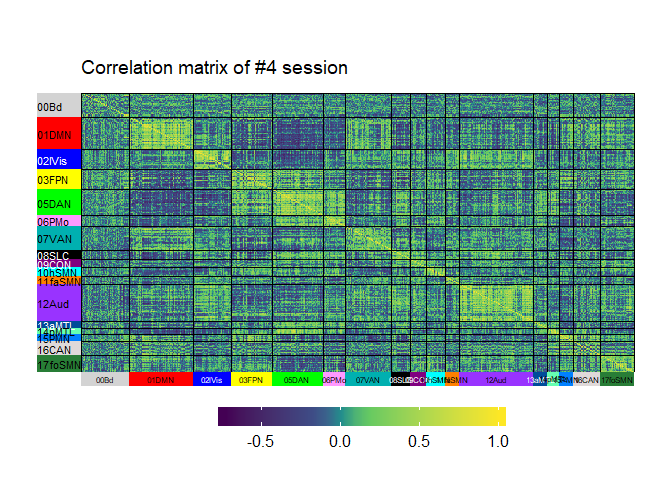 Correlation matrix of #4 session
00Bd
01DMN
02lVis
03FPN
05DAN
06PMo
07VAN
08SLC
09CON
10hSMN
11faSMN
12Aud
13aMTL
15PMN
16CAN
17foSMN
00Bd 01DMN 02lVis 03FPN 05DAN 06PMo 07VAN 12Aud 17foSMN
-0.5 0.0 0.5 1.0